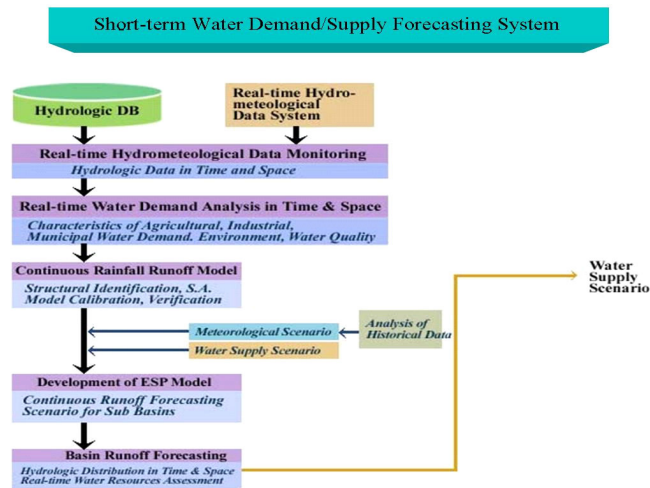 Short-term Water Demand/Supply Forecasting System
Hydrologic DB
Real-time Hydro-
meteological
Data System
Real-time Hydrometeological Data Monitoring
Hydrologic Data in Time and Space
Real-time Water Demand Analysis in Time & Space
Characteristics of Agricultural, Industrial,
Municipal Water Demand. Environment, Water Quality
Continuous Rainfall Runoff Model
Structural Identification, S.A.
Model Calibration, Verification
Meteorological Scenario
Analysis of
Historical Data
Water Supply Scenario
Development of ESP Model
Continuous Runoff Forecasting
Scenario for Sub Basins
Basin Runoff Forecasting
Hydrologic Distribution in Time & Space
Real-time Water Resources Assessment
Water
Supply
Scenario